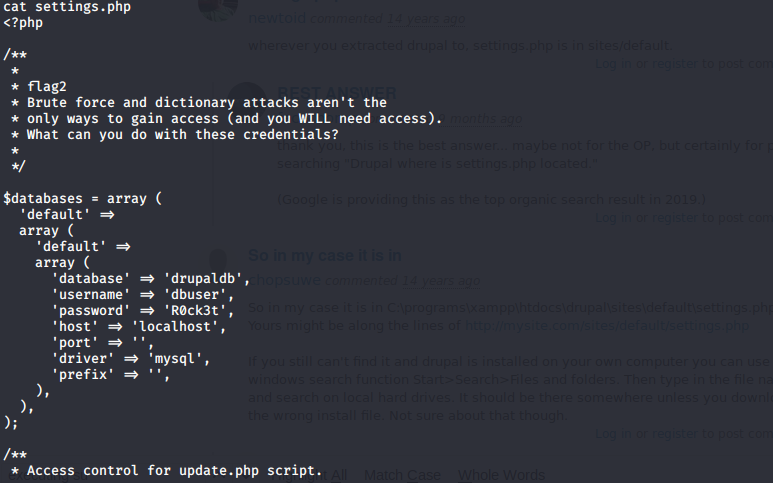 cat settings.php
<?php
/**
*
* flag2
* Brute force and dictionary attacks aren't the
* only ways to gain access (and you WILL need access).
* What can you do with these credentials?
*
*/
$databases = array (
'default' =>
array (
'default' =>
array (
'database' => 'drupaldb',
'username' => 'dbuser',
'password' => 'R0ck3t',
'host' => 'localhost',
'port' => '',
'driver' => 'mysql',
'prefix' => '',
),
),
);
/**
* Access control for update.php script.
newtoid commented 14 years ago
wherever you extracted drupal to, settings.php is in sites/default.
Log in or register to post com
BEST ANSWER
months ago
thank you, this is the best answer... maybe not for the OP, but certainly for p
searching "Drupal where is settings.php located."
(Google is providing this as the top organic search result in 2019.)
Log in or register to post com
So in my case it is in
commented 14 years ago
So in my case it is in C:\programs\xampp\htdocs\drupal\sites\default\settings.php
Yours might be along the lines of http://mysite.com/sites/default/settings.php
If you still can't find it and drupal is installed on your own computer you can use
windows search function Start>Search>Files and folders. Then type in the file na
and search on local hard drives. It should be there somewhere unless you downl
the wrong install file. Not sure about that though.
Log in or register to post com
Highlight All Match Case Whole Words